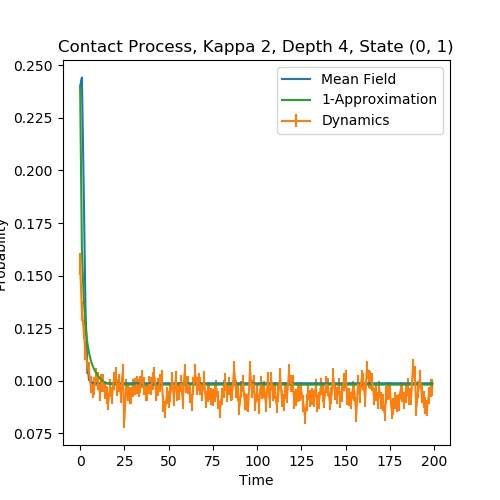 Contact Process, Kappa 2, Depth 4, State (0, 1)
Mean Field
1-Approximation
Dynamics
Probability
0.250
0.225
0.200
0.175
0.150
0.125
0.100
0.075
0 25 50 75 100 125 150 175 200
Time